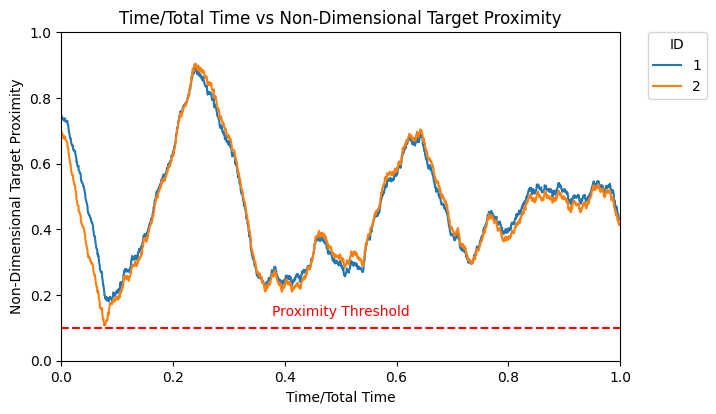 Time/Total Time vs Non-Dimensional Target Proximity
ID
1
2
Non-Dimensional Target Proximity
1.0
0.8
0.6
0.4
0.2
0.0
Proximity Threshold
0.0 0.2 0.4 0.6 0.8 1.0
Time/Total Time